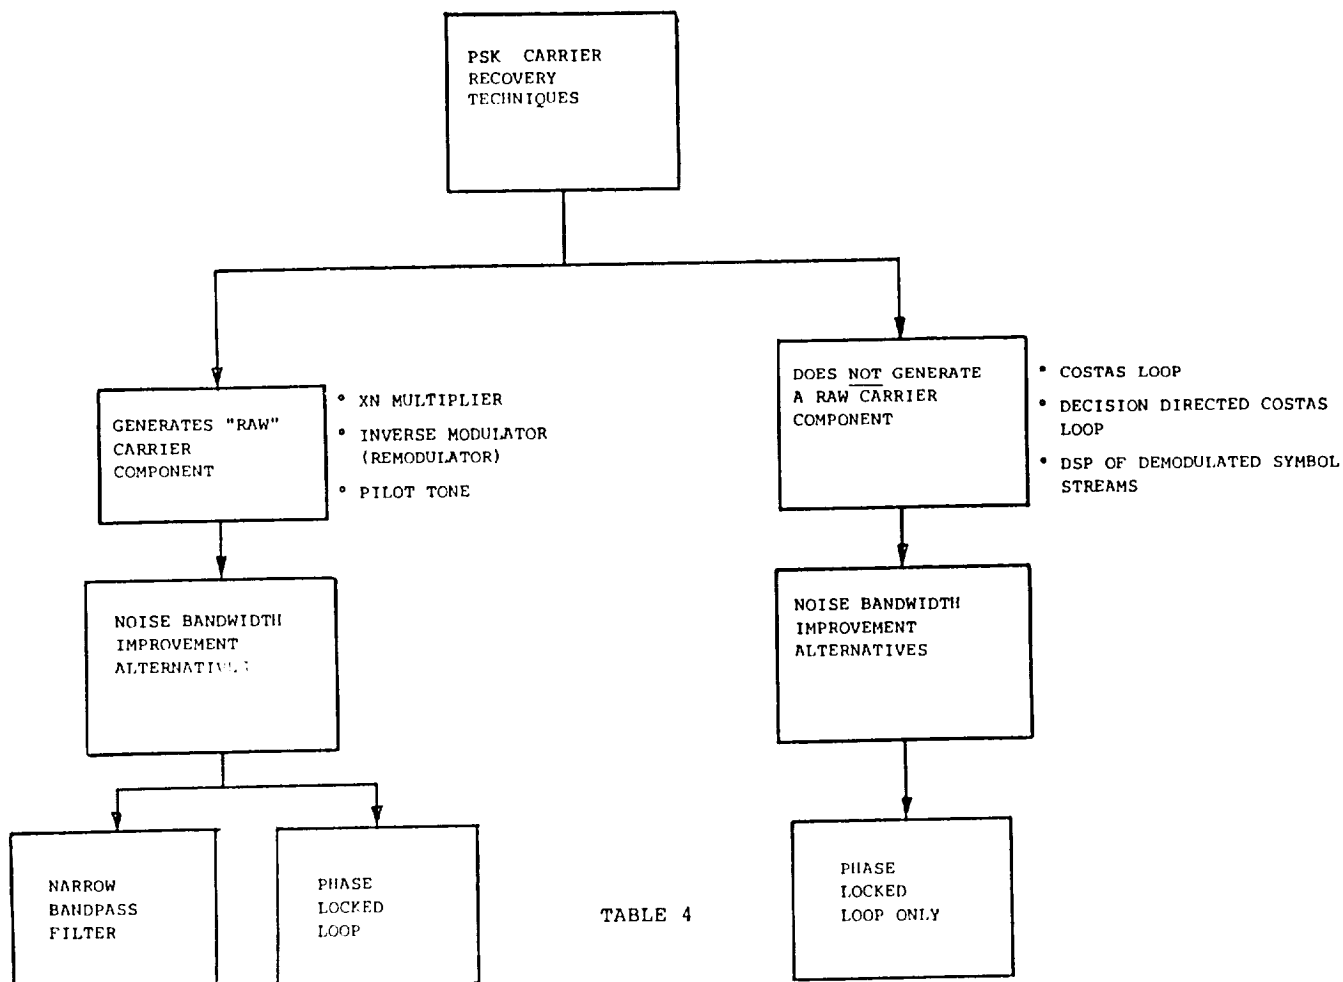 PSK CARRIER
RECOVERY
TECHNIQUES
GENERATES "RAW"
CARRIER
COMPONENT
° XN MULTIPLIER
° INVERSE MODULATOR
(REMODULATOR)
° PILOT TONE
DOES NOT GENERATE
A RAW CARRIER
COMPONENT
• COSTAS LOOP
• DECISION DIRECTED COSTAS
LOOP
• DSP OF DEMODULATED SYMBOL
STREAMS
NOISE BANDWIDTH
IMPROVEMENT
ALTERNATIVES
NOISE BANDWIDTH
IMPROVEMENT
ALTERNATIVES
NARROW
BANDPASS
FILTER
PHASE
LOCKED
LOOP
TABLE 4
PHASE
LOCKED
LOOP ONLY